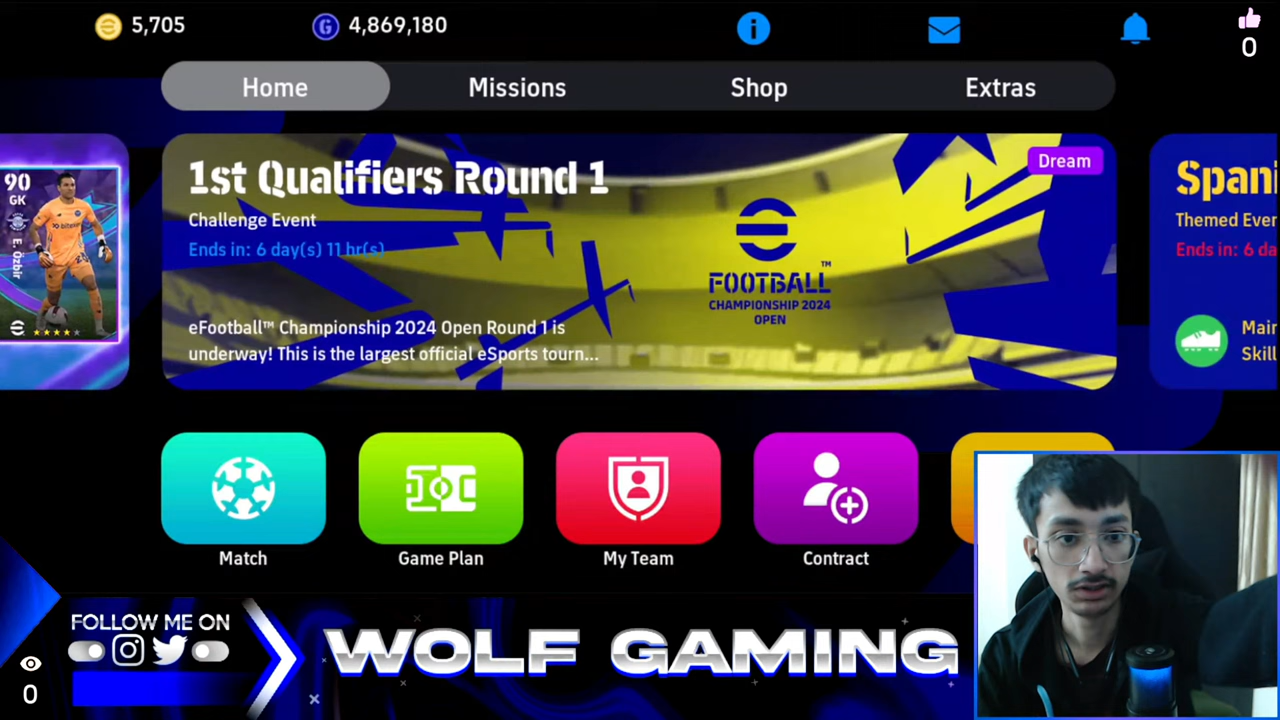 5,705
4,869,180
0
Home
Missions
Shop
Extras
90
GK
E. Özbir
1st Qualifiers Round 1
Challenge Event
Ends in: 6 day(s) 11 hr(s)
eFootball™ Championship 2024 Open Round 1 is
underway! This is the largest official eSports tourn...
FOOTBALL™
CHAMPIONSHIP 2024
OPEN
Dream
Spani
Themed Ever
Ends in: 6 da
Main
Skill
Match
Game Plan
My Team
Contract
FOLLOW ME ON
WOLF GAMING
0